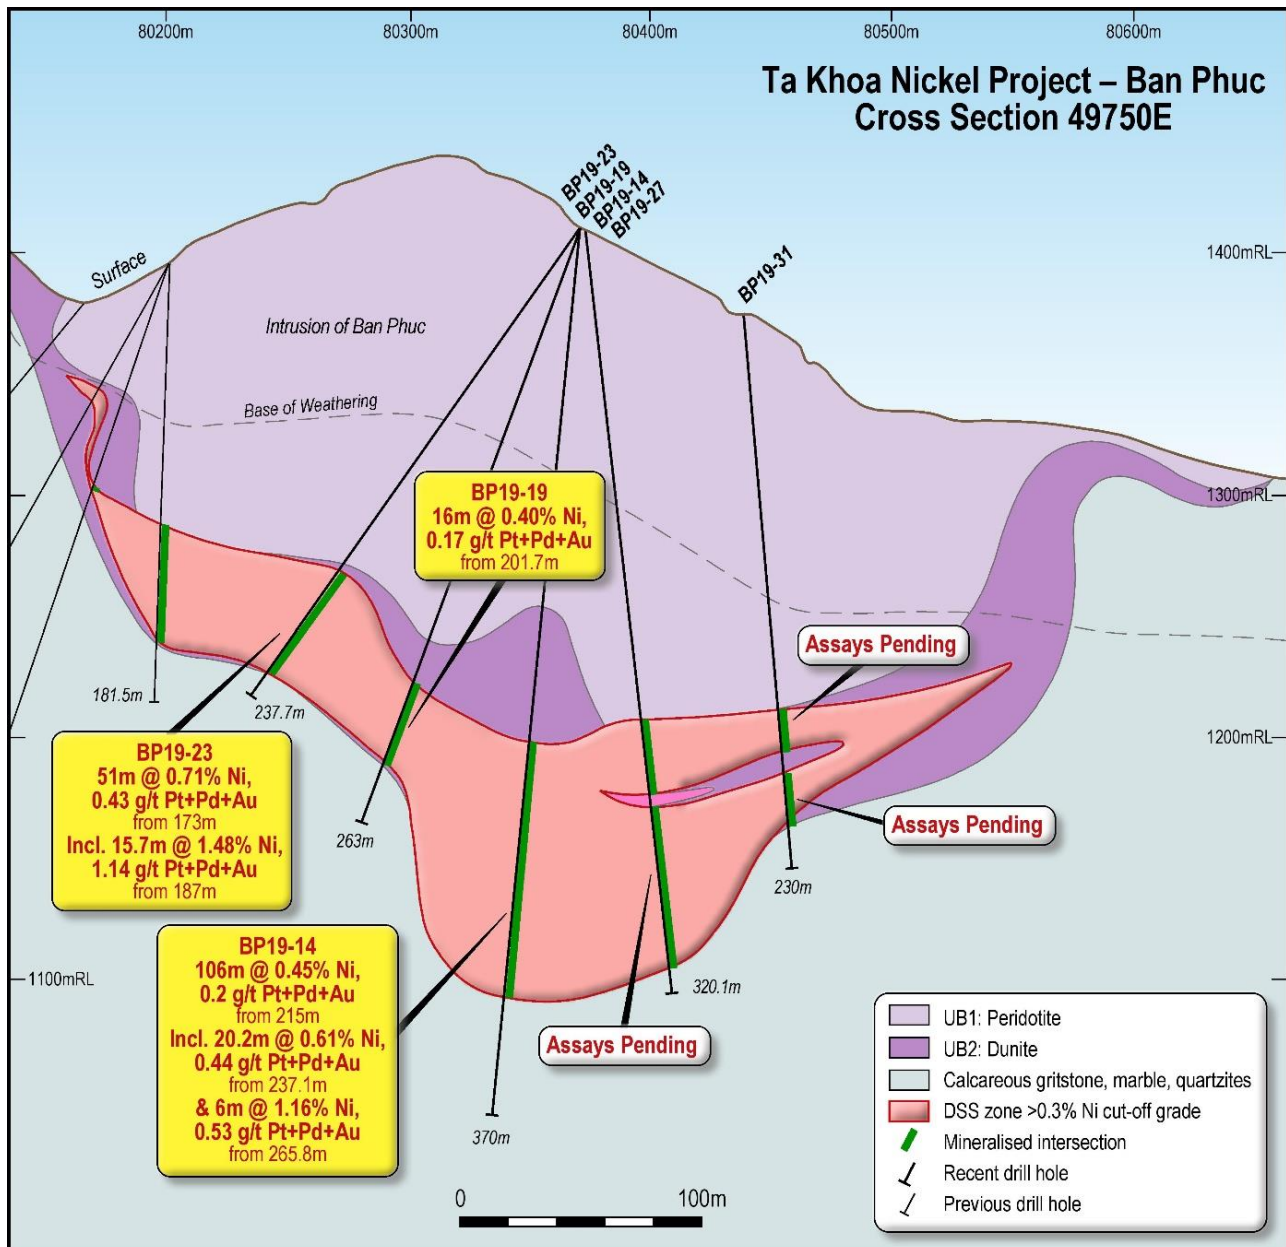 80200m
80300m
80400m
80500m
80600m
Ta Khoa Nickel Project – Ban Phuc
Cross Section 49750E
BP19-23
BP19-19
BP19-14
BP19-27
BP19-31
1400mRL
Surface
Intrusion of Ban Phuc
Base of Weathering
1300mRL
BP19-19
16m @ 0.40% Ni,
0.17 g/t Pt+Pd+Au
from 201.7m
Assays Pending
181.5m
237.7m
1200mRL
BP19-23
51m @ 0.71% Ni,
0.43 g/t Pt+Pd+Au
from 173m
Incl. 15.7m @ 1.48% Ni,
1.14 g/t Pt+Pd+Au
from 187m
263m
Assays Pending
230m
BP19-14
106m @ 0.45% Ni,
0.2 g/t Pt+Pd+Au
from 215m
Incl. 20.2m @ 0.61% Ni,
0.44 g/t Pt+Pd+Au
from 237.1m
& 6m @ 1.16% Ni,
0.53 g/t Pt+Pd+Au
from 265.8m
1100mRL
320.1m
Assays Pending
370m
0
100m
UB1: Peridotite
UB2: Dunite
Calcareous gritstone, marble, quartzites
DSS zone >0.3% Ni cut-off grade
Mineralised intersection
Recent drill hole
Previous drill hole